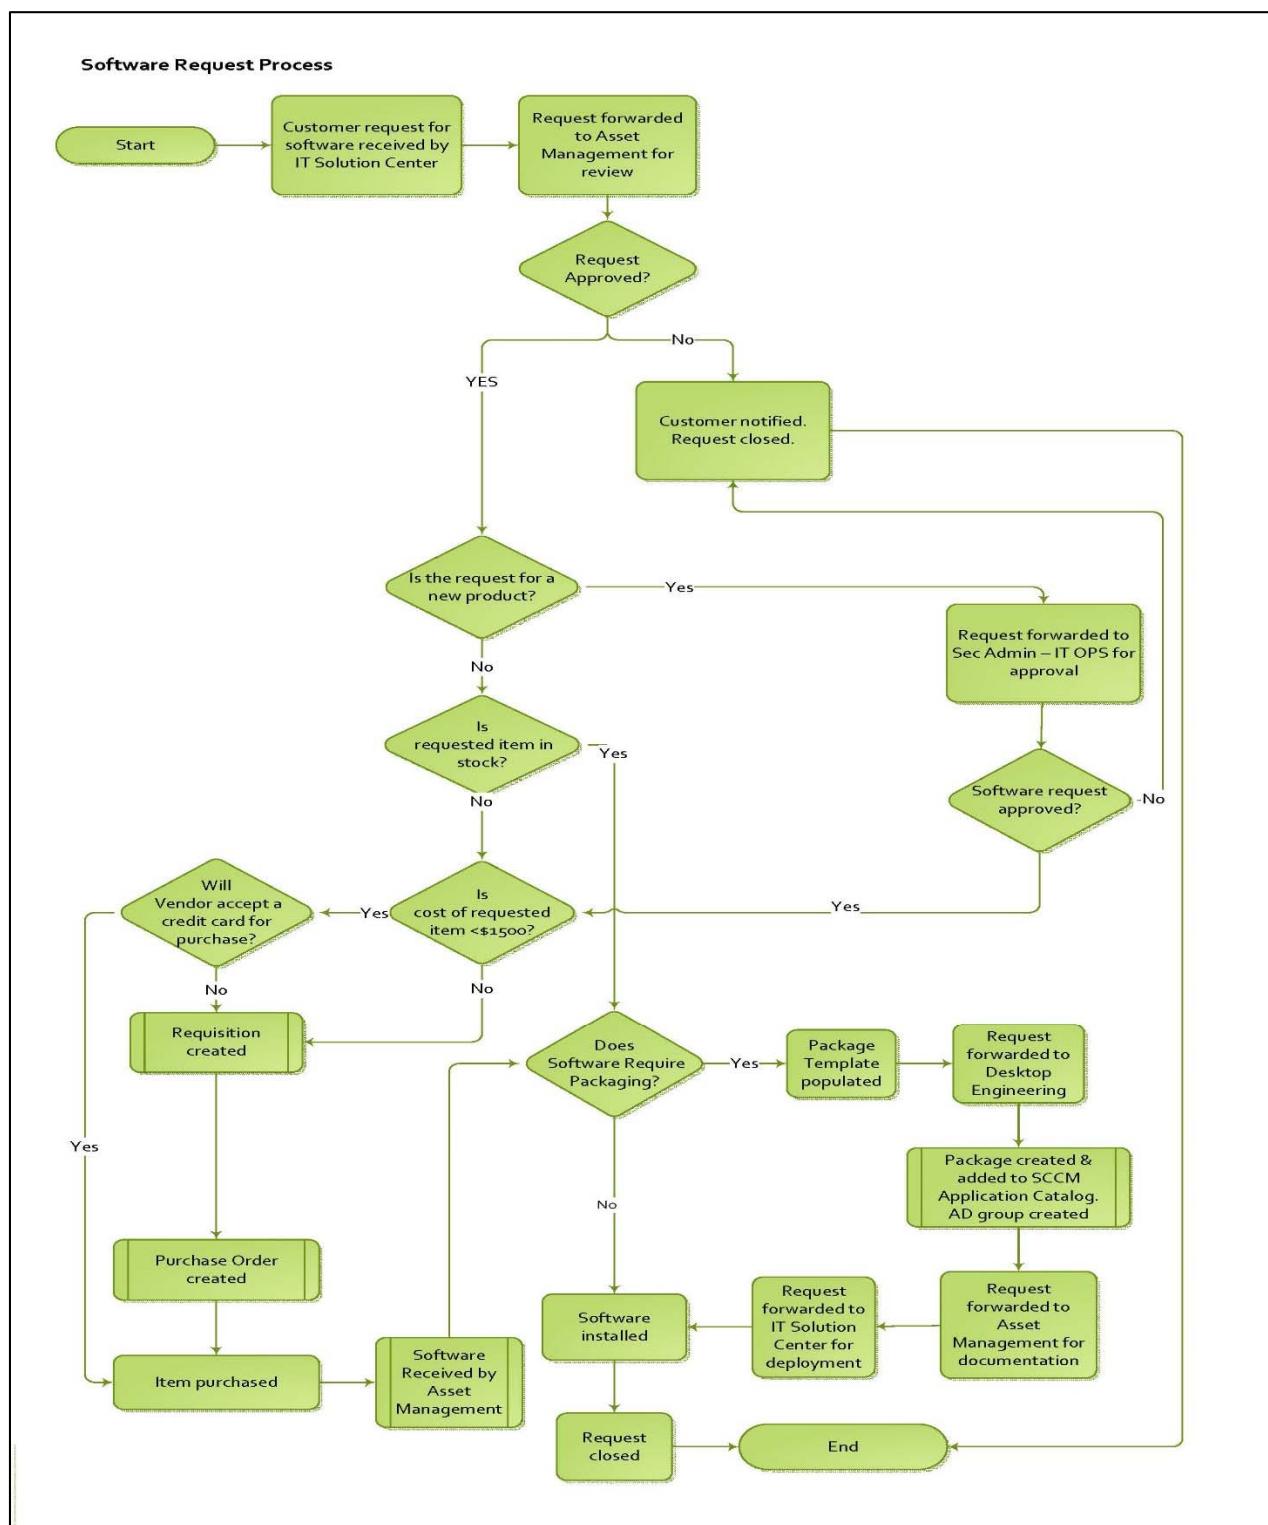 Software Request Process
Start
Customer request for
software received by
IT Solution Center
Request forwarded
to Asset
Management for
review
Request
Approved?
No
YES
Customer notified.
Request closed.
Is the request for a
new product?
Yes
Request forwarded to
Sec Admin – IT OPS for
approval
No
Is
requested item in
stock?
Yes
Software request
approved?
No
No
Will
Vendor accept a
credit card for
purchase?
Yes
Is
cost of requested
item <$1500?
Yes
No
No
Requisition
created
Does
Software Require
Packaging?
Yes
Package
Template
populated
Request
forwarded to
Desktop
Engineering
Yes
Package created &
added to SCCM
Application Catalog.
AD group created
No
Purchase Order
created
Software
installed
Request
forwarded to
IT Solution
Center for
deployment
Request
forwarded to
Asset
Management for
documentation
Item purchased
Software
Received by
Asset
Management
Request
closed
End